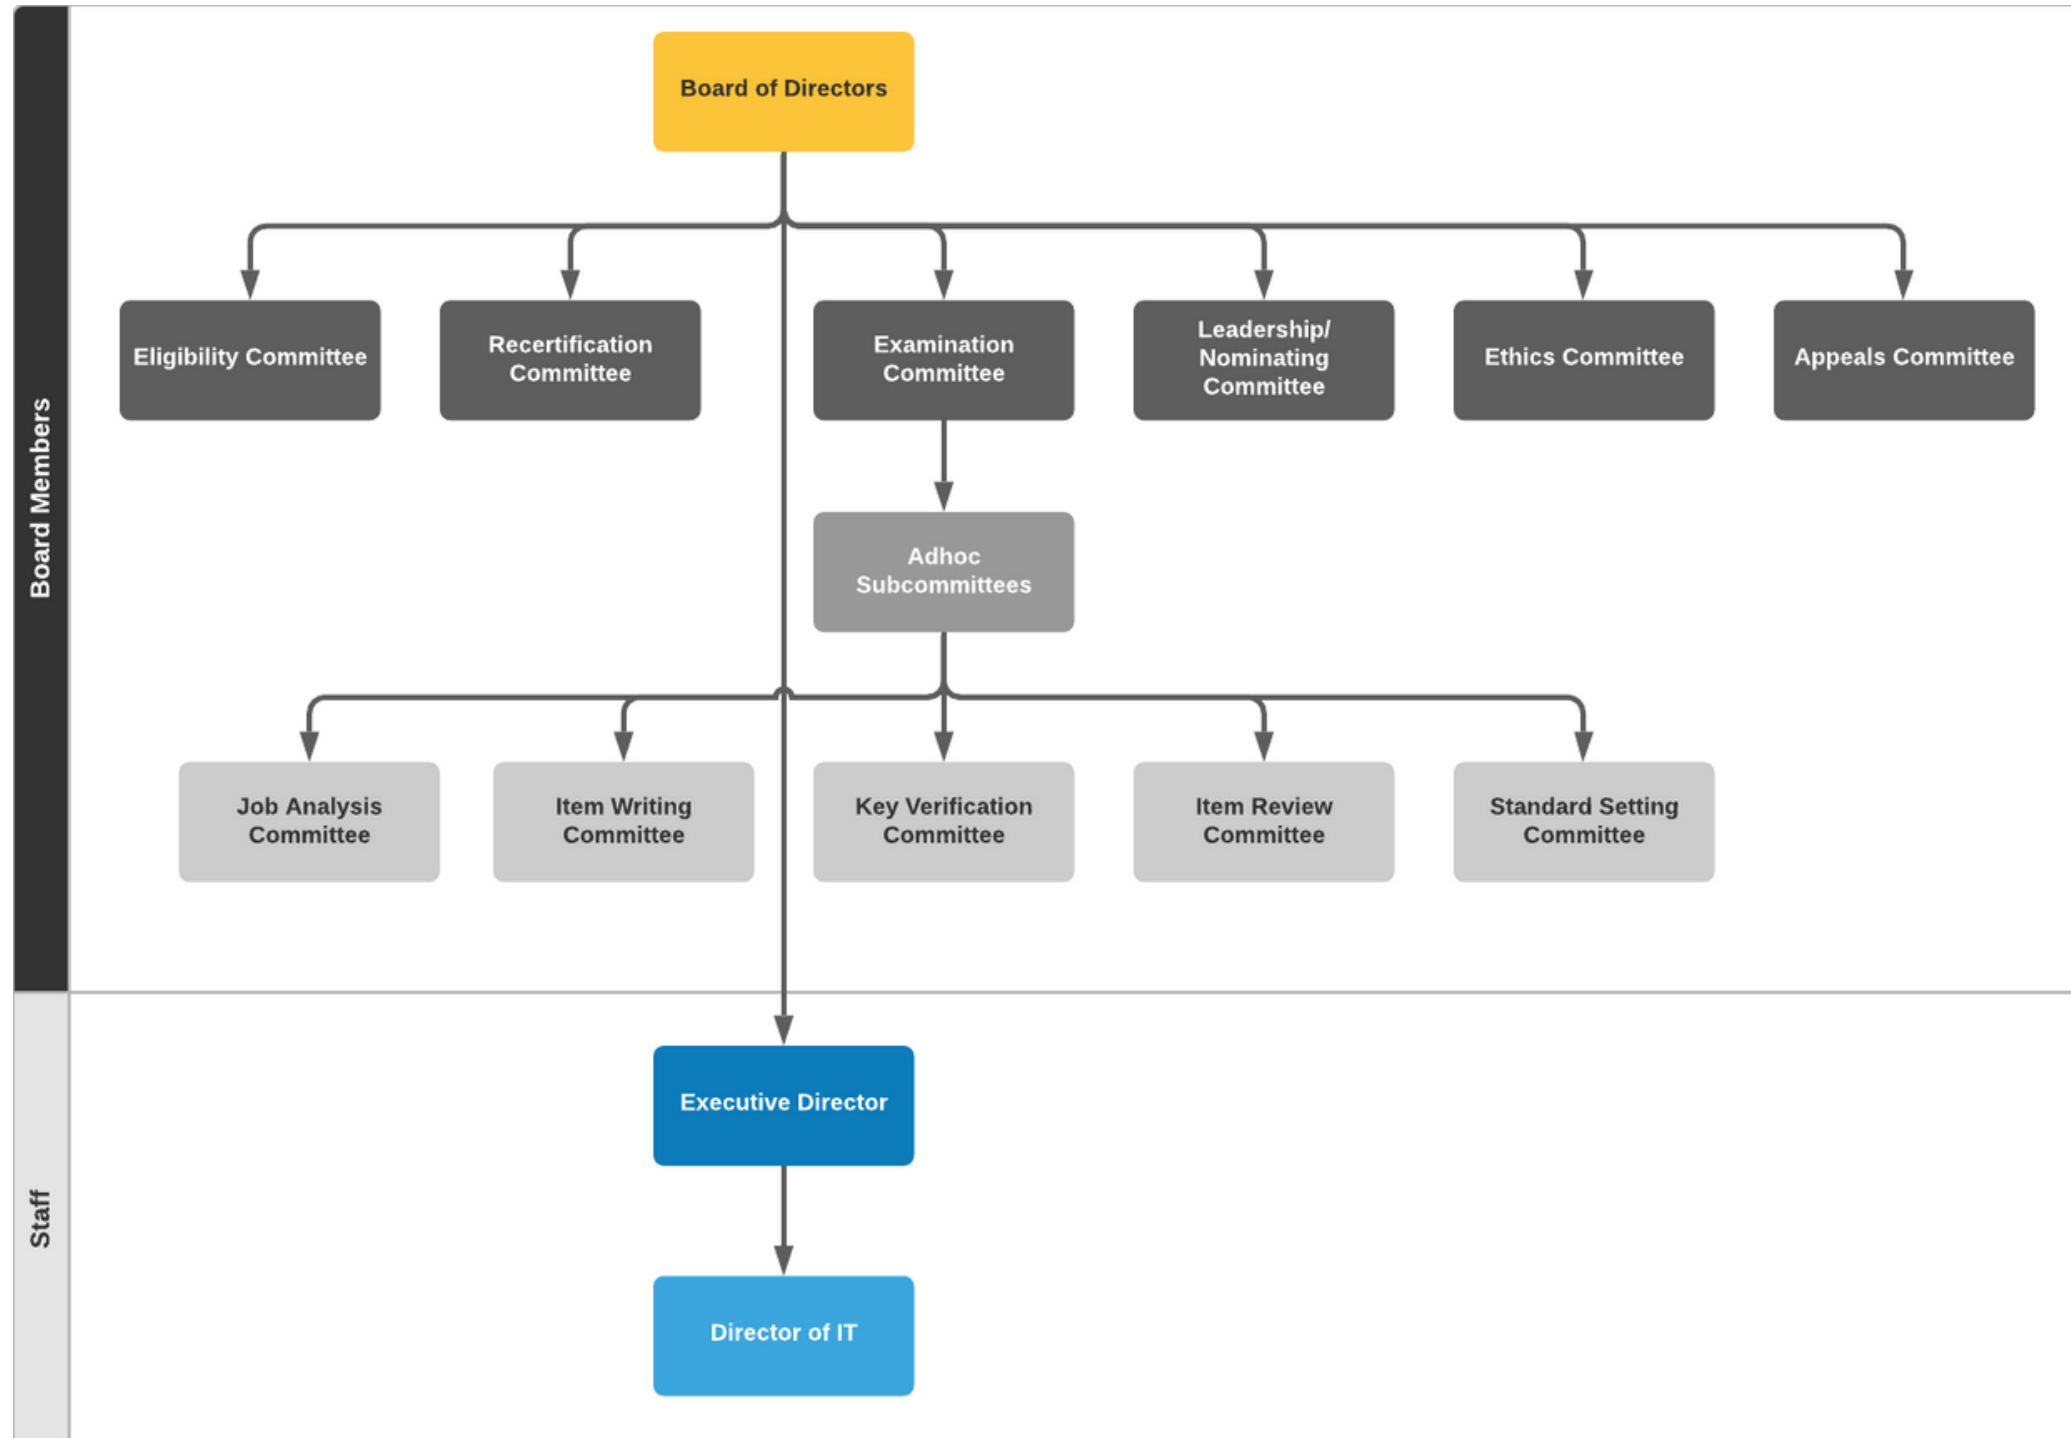 Board Members
Board of Directors
Eligibility Committee
Recertification
Committee
Examination
Committee
Leadership/
Nominating
Committee
Ethics Committee
Appeals Committee
Adhoc
Subcommittees
Job Analysis
Committee
Item Writing
Committee
Key Verification
Committee
Item Review
Committee
Standard Setting
Committee
Staff
Executive Director
Director of IT